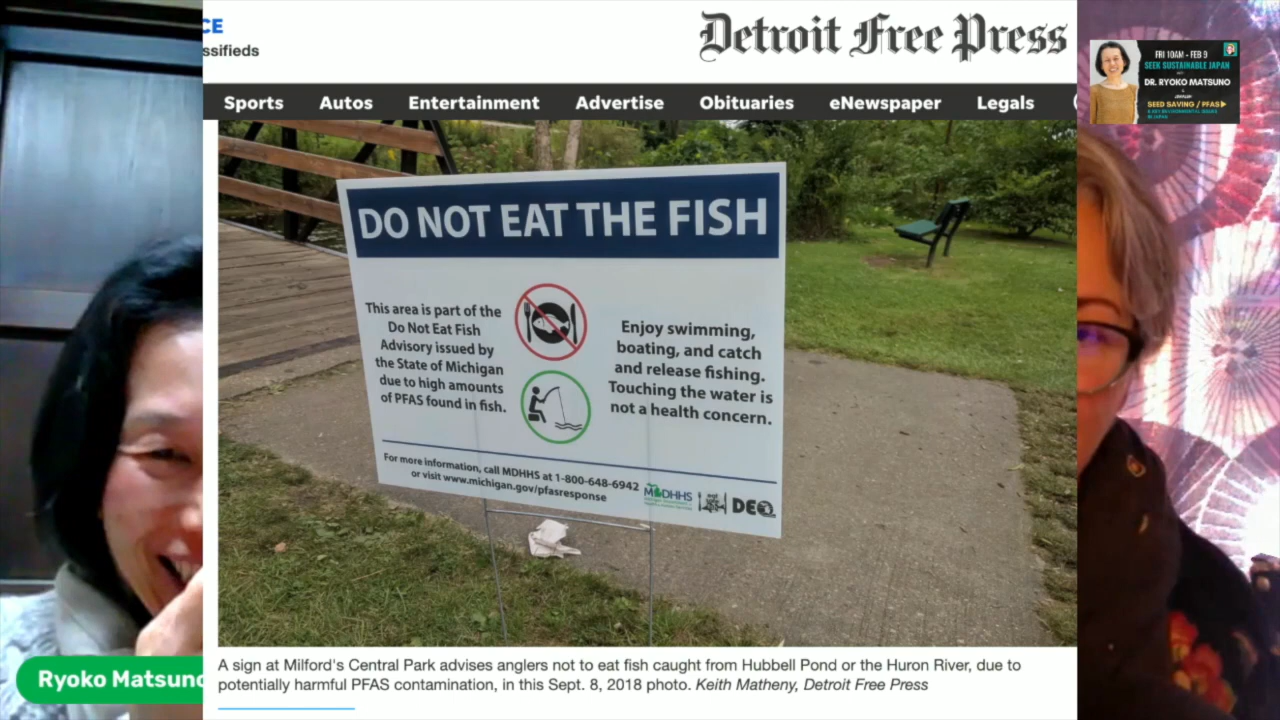 CE
ssifieds
Detroit Free Press
Sports Autos Entertainment Advertise Obituaries eNewspaper Legals
FRI 10AM - FEB 9
SEEK SUSTAINABLE JAPAN
DR. RYOKO MATSUNO
SEED SAVING / PFAS
& KEY ENVIRONMENTAL ISSUES
IN JAPAN
DO NOT EAT THE FISH
This area is part of the
Do Not Eat Fish
Advisory issued by
the State of Michigan
due to high amounts
of PFAS found in fish.
Enjoy swimming,
boating, and catch
and release fishing.
Touching the water is
not a health concern.
For more information, call MDHHS at 1-800-648-6942
or visit www.michigan.gov/pfasresponse
MDHHS
DEQ
A sign at Milford's Central Park advises anglers not to eat fish caught from Hubbell Pond or the Huron River, due to
potentially harmful PFAS contamination, in this Sept. 8, 2018 photo. Keith Matheny, Detroit Free Press
Ryoko Matsuno